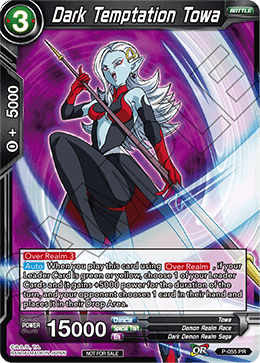 3
Dark Temptation Towa
BATTLE
+ 5000
Over Realm 3
Auto When you play this card using Over Realm, if your
Leader Card is green or yellow, choose 1 of your Leader
Cards and it gains +5000 power for the duration of the
turn, and your opponent chooses 1 card in their hand and
places it in their Drop Area.
POWER
15000
Character
Towa
Special Trait
Demon Realm Race
Era
Dark Demon Realm Saga
BANDAI MADE IN JAPAN
NOT FOR SALE
P-055 PR